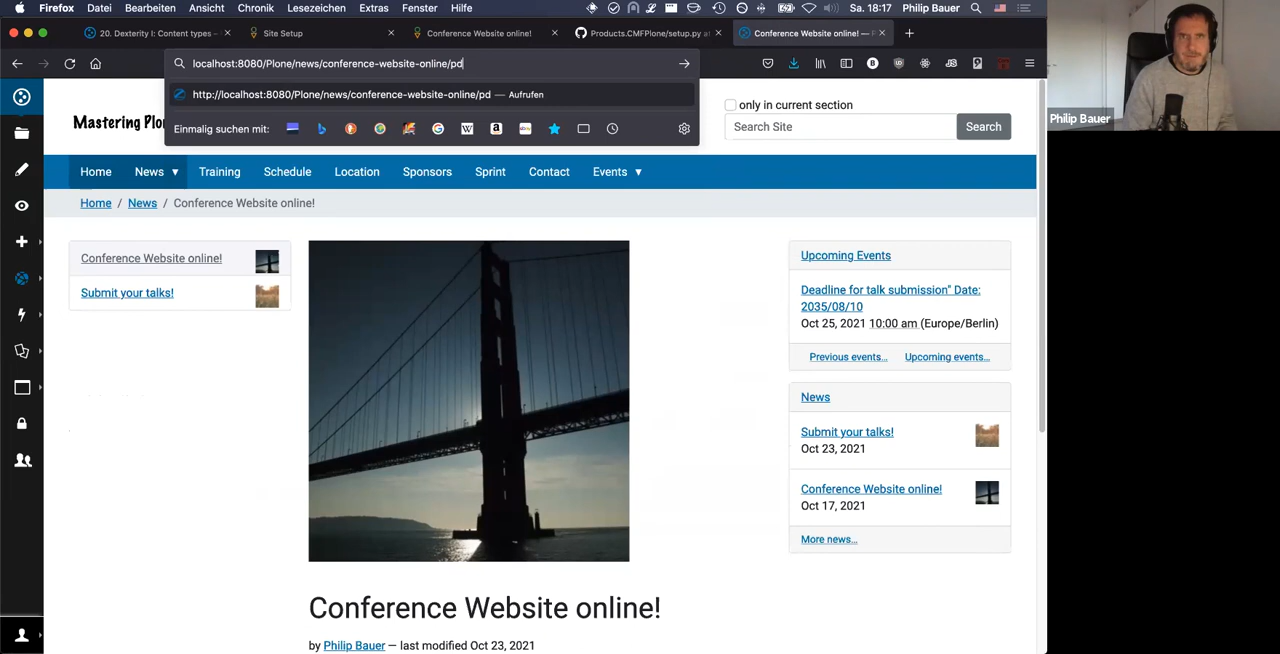 Firefox Datei Bearbeiten Ansicht Chronik Lesezeichen Extras Fenster Hilfe Sa. 18:17 Philip Bauer
20. Dexterity I: Content types – Site Setup Conference Website online! Products.CMFPlone/setup.py at Conference Website online! — P
localhost:8080/Plone/news/conference-website-online/pd
http://localhost:8080/Plone/news/conference-website-online/pd — Aufrufen
Einmalig suchen mit:
Mastering Plon
only in current section
Search Site Search
Philip Bauer
Home News ▾ Training Schedule Location Sponsors Sprint Contact Events ▾
Home / News / Conference Website online!
Conference Website online!
Submit your talks!
Upcoming Events
Deadline for talk submission" Date:
2035/08/10
Oct 25, 2021 10:00 am (Europe/Berlin)
Previous events... Upcoming events...
News
Submit your talks!
Oct 23, 2021
Conference Website online!
Oct 17, 2021
More news...
Conference Website online!
by Philip Bauer — last modified Oct 23, 2021